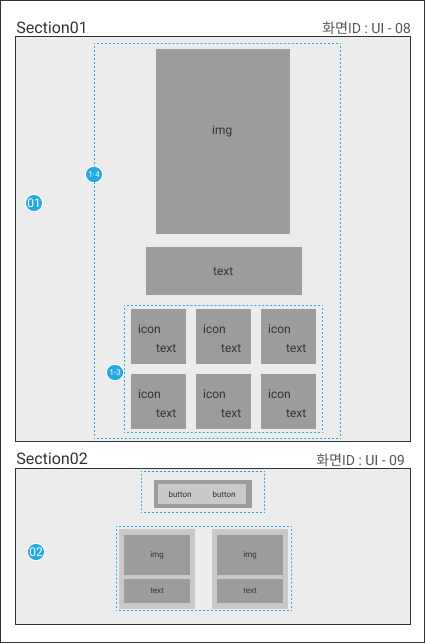 Section01 화면ID : UI - 08
img
1-4
01
text
icon icon icon
text text text
1-3
icon icon icon
text text text
Section02 화면ID : UI - 09
button button
02
img img
text text